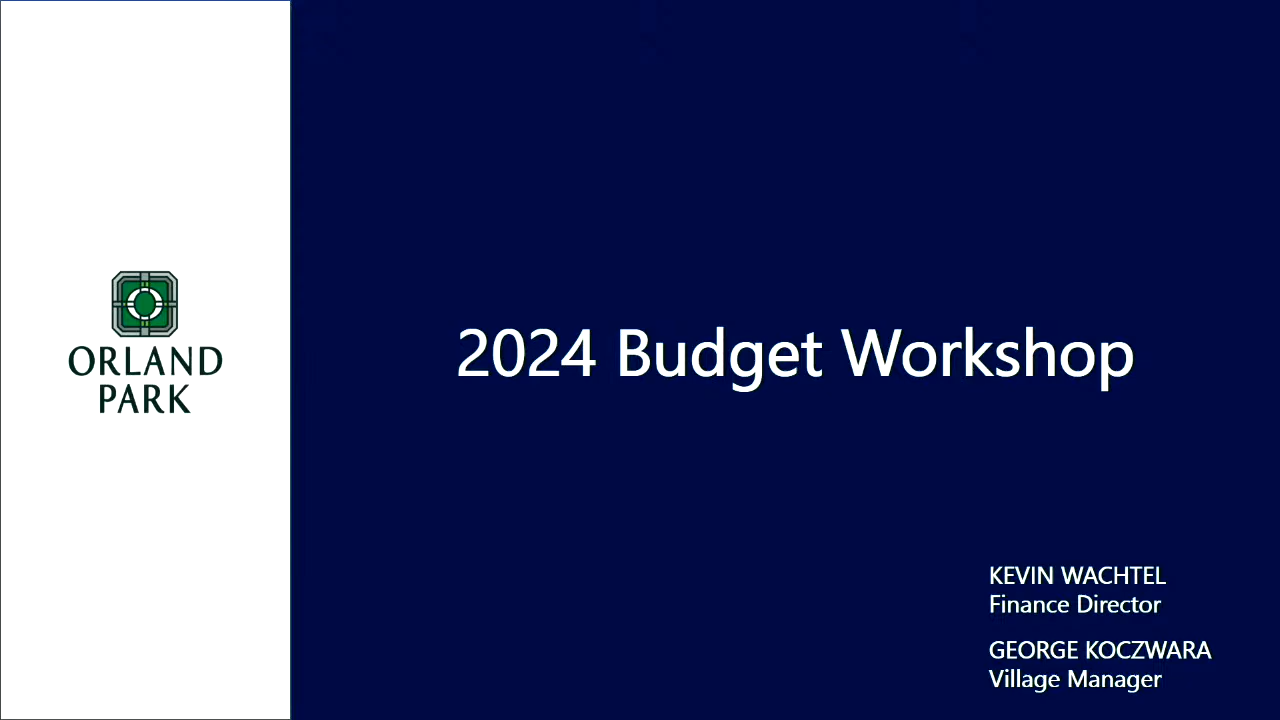 ORLAND
PARK
2024 Budget Workshop
KEVIN WACHTEL
Finance Director
GEORGE KOCZWARA
Village Manager